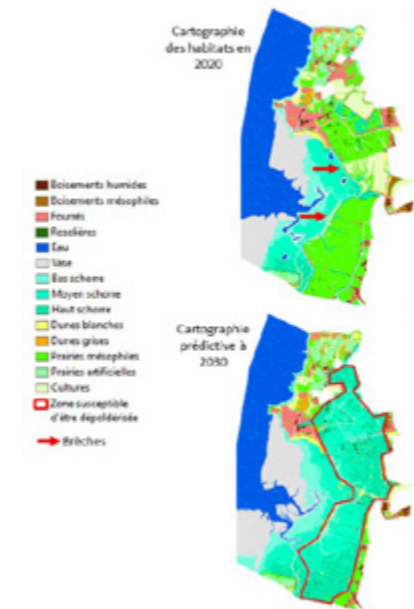 Cartographie
des habitats en
2020
Boisements humides
Boisements mésophiles
Fourrés
Roselières
Eau
Vase
Bas schorre
Moyen schorre
Haut schorre
Dunes blanches
Dunes grises
Prairies mésophiles
Prairies artificielles
Cultures
Zone susceptible
d'être dépoldérisée
Brèches
Cartographie
prédictive à
2030